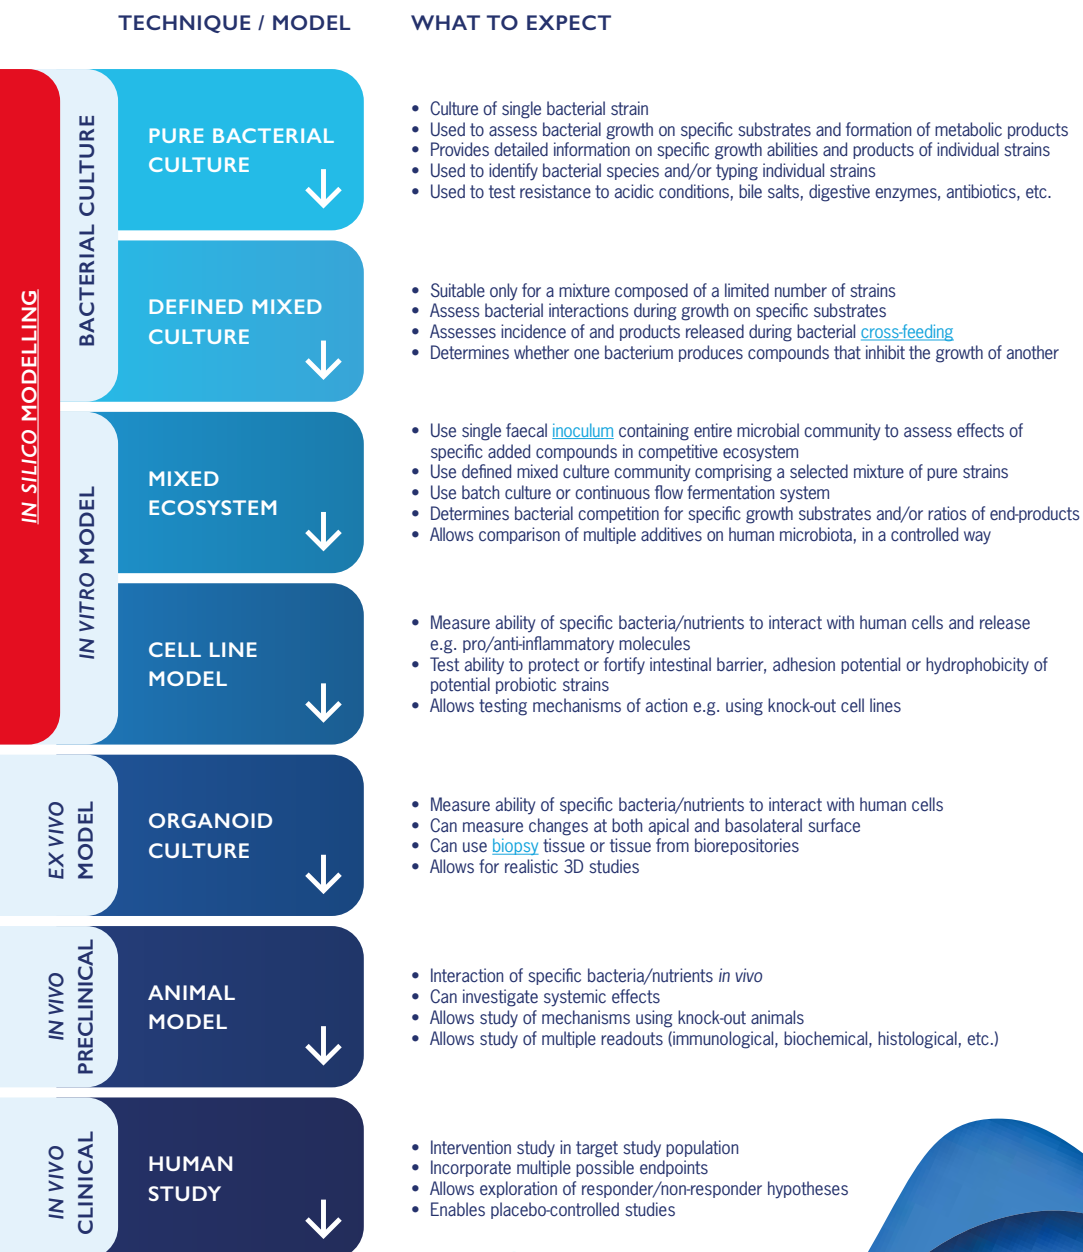 TECHNIQUE / MODEL
WHAT TO EXPECT
IN SILICO MODELLING
BACTERIAL CULTURE
PURE BACTERIAL
CULTURE
• Culture of single bacterial strain
• Used to assess bacterial growth on specific substrates and formation of metabolic products
• Provides detailed information on specific growth abilities and products of individual strains
• Used to identify bacterial species and/or typing individual strains
• Used to test resistance to acidic conditions, bile salts, digestive enzymes, antibiotics, etc.
DEFINED MIXED
CULTURE
• Suitable only for a mixture composed of a limited number of strains
• Assess bacterial interactions during growth on specific substrates
• Assesses incidence of and products released during bacterial cross-feeding
• Determines whether one bacterium produces compounds that inhibit the growth of another
IN VITRO MODEL
MIXED
ECOSYSTEM
• Use single faecal inoculum containing entire microbial community to assess effects of
specific added compounds in competitive ecosystem
• Use defined mixed culture community comprising a selected mixture of pure strains
• Use batch culture or continuous flow fermentation system
• Determines bacterial competition for specific growth substrates and/or ratios of end-products
• Allows comparison of multiple additives on human microbiota, in a controlled way
CELL LINE
MODEL
• Measure ability of specific bacteria/nutrients to interact with human cells and release
e.g. pro/anti-inflammatory molecules
• Test ability to protect or fortify intestinal barrier, adhesion potential or hydrophobicity of
potential probiotic strains
• Allows testing mechanisms of action e.g. using knock-out cell lines
EX VIVO
MODEL
ORGANOID
CULTURE
• Measure ability of specific bacteria/nutrients to interact with human cells
• Can measure changes at both apical and basolateral surface
• Can use biopsy tissue or tissue from biorepositories
• Allows for realistic 3D studies
IN VIVO
PRECLINICAL
ANIMAL
MODEL
• Interaction of specific bacteria/nutrients in vivo
• Can investigate systemic effects
• Allows study of mechanisms using knock-out animals
• Allows study of multiple readouts (immunological, biochemical, histological, etc.)
IN VIVO
CLINICAL
HUMAN
STUDY
• Intervention study in target study population
• Incorporate multiple possible endpoints
• Allows exploration of responder/non-responder hypotheses
• Enables placebo-controlled studies